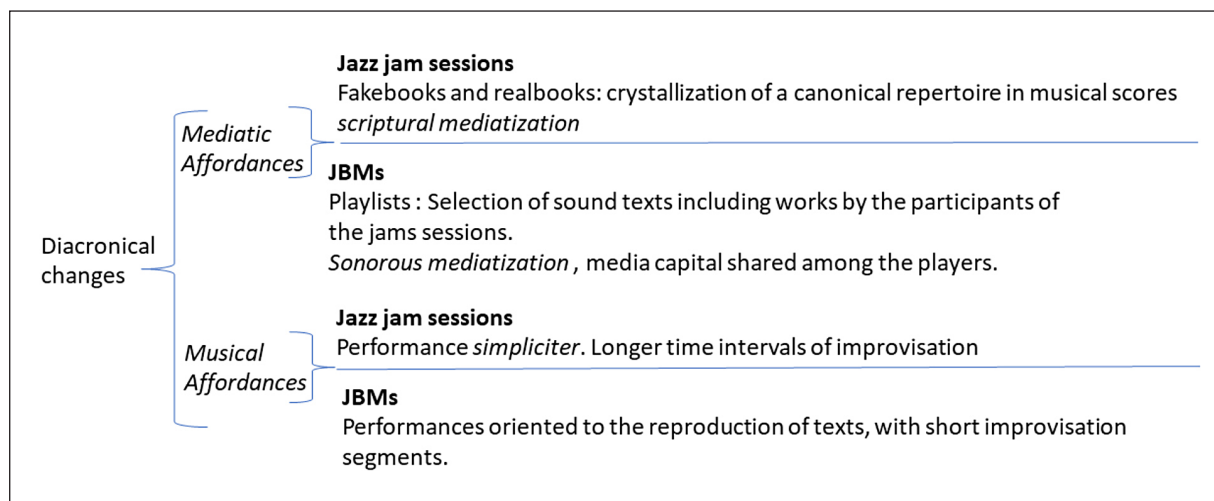 Diacronical
changes
Mediatic
Affordances
Jazz jam sessions
Fakebooks and realbooks: crystallization of a canonical repertoire in musical scores
scriptural mediatization
JBMs
Playlists : Selection of sound texts including works by the participants of
the jams sessions.
Sonorous mediatization , media capital shared among the players.
Musical
Affordances
Jazz jam sessions
Performance simpliciter. Longer time intervals of improvisation
JBMs
Performances oriented to the reproduction of texts, with short improvisation
segments.